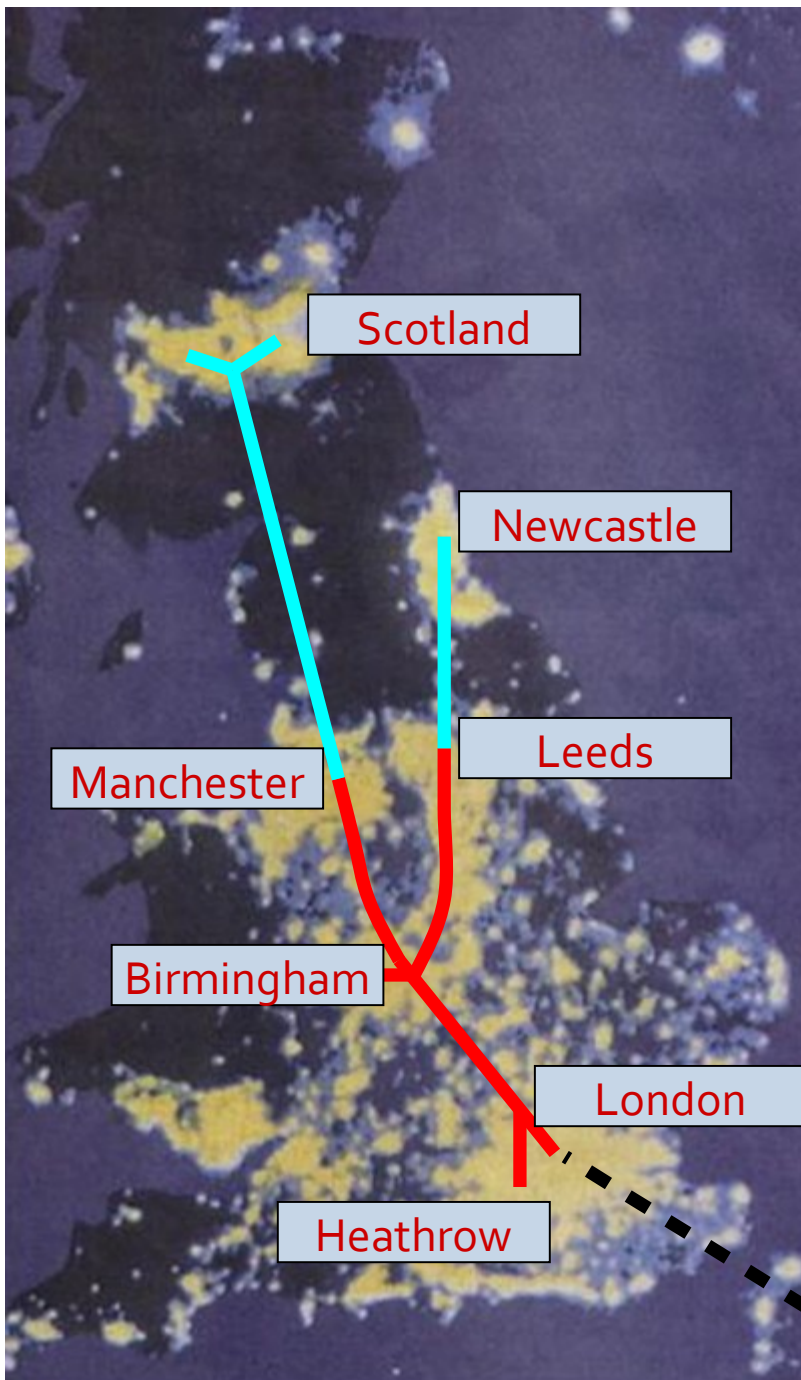 Scotland
Newcastle
Leeds
Manchester
Birmingham
London
Heathrow